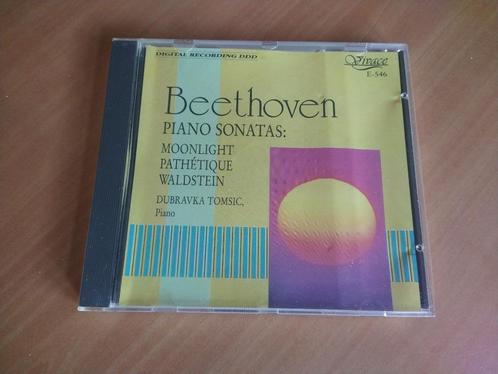 DIGITAL RECORDING DDD
Vivace
E-546
Beethoven
PIANO SONATAS:
MOONLIGHT
PATHÉTIQUE
WALDSTEIN
DUBRAVKA TOMSIC,
Piano